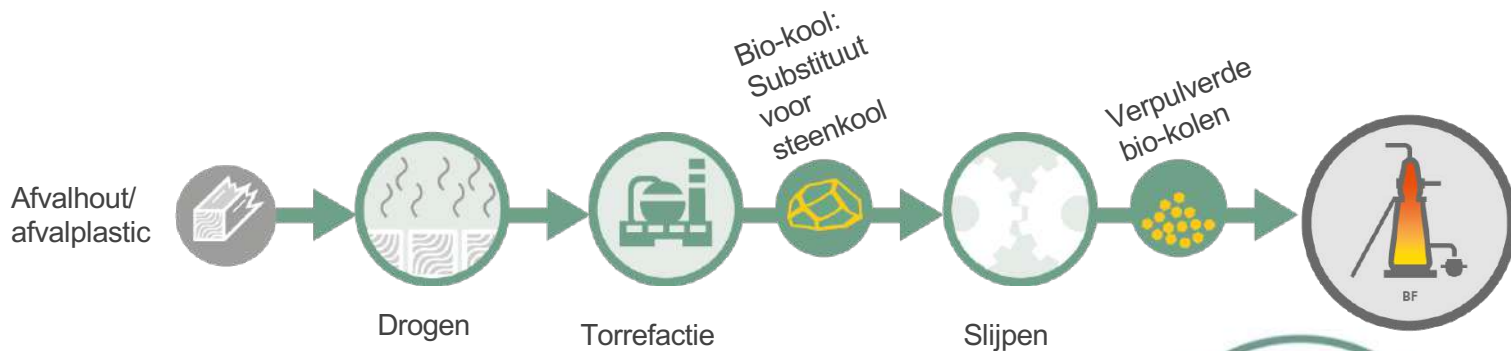 Afvalhout/
afvalplastic
Drogen
Torrefactie
Bio-kool:
Substituut
voor
steenkool
Slijpen
Verpulverde
bio-kolen
BF